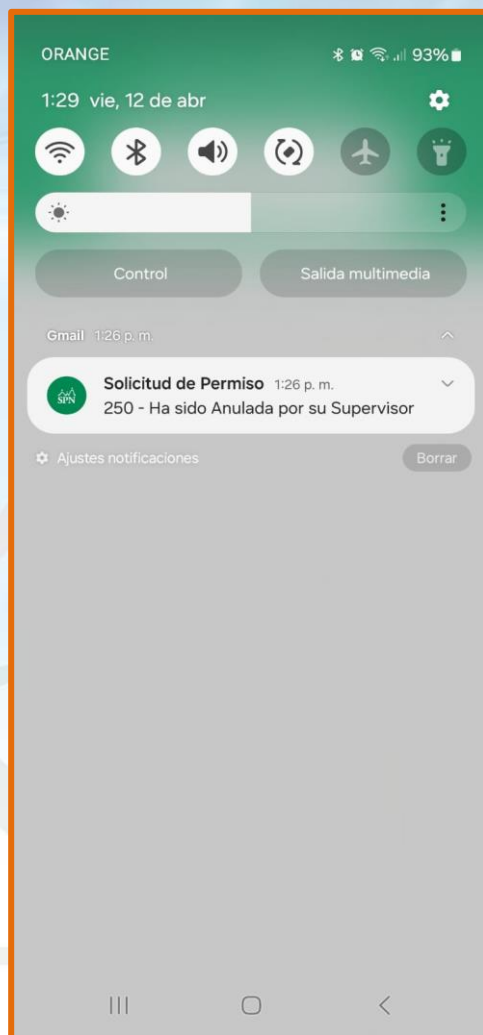 ORANGE 93%
1:29 vie, 12 de abr
Control Salida multimedia
Gmail 1:26 p. m.
SPN Solicitud de Permiso 1:26 p. m.
250 - Ha sido Anulada por su Supervisor
Ajustes notificaciones Borrar